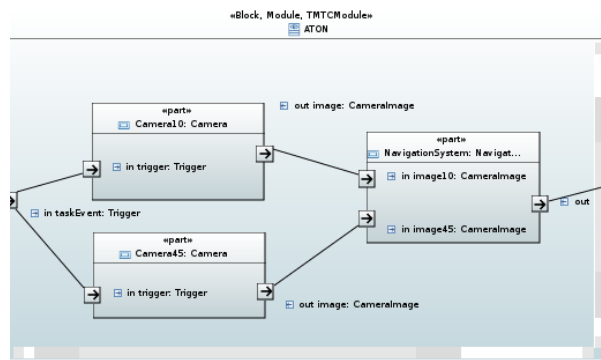 «Block, Module, TMTCModule»
ATON
«part»
Camera10: Camera
in trigger: Trigger
out image: CameraImage
in taskEvent: Trigger
«part»
Camera45: Camera
in trigger: Trigger
out image: CameraImage
«part»
NavigationSystem: Navigat...
in image10: CameraImage
in image45: CameraImage
out